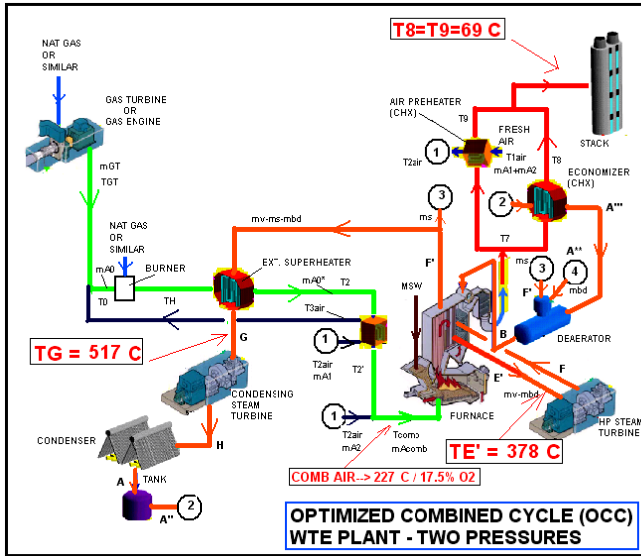 T8=T9=69 C
NAT GAS
OR
SIMILAR
GAS TURBINE
OR
GAS ENGINE
AIR PREHEATER
(CHX)
T9
FRESH
AIR
STACK
1
T2air
T1air
mA1+mA2
T8
ECONOMIZER
(CHX)
mGT
TGT
3
2
A'''
NAT GAS
OR
SIMILAR
mv-ms-mbd
ms
T7
A**
BURNER
EXT. SUPERHEATER
F'
ms
3
4
mbd
mA0
T0
TH
mA0*
T2
MSW
F'
T3air
B
DEAERATOR
TG = 517 C
G
1
T2air
mA1
T2'
E'
F
CONDENSING
STEAM
TURBINE
mv-mbd
1
FURNACE
HP STEAM
TURBINE
CONDENSER
H
T2air
mA2
Tcomb
mAcomb
TE' = 378 C
A
TANK
COMB AIR--> 227 C / 17.5% O2
A"
2
OPTIMIZED COMBINED CYCLE (OCC)
WTE PLANT - TWO PRESSURES